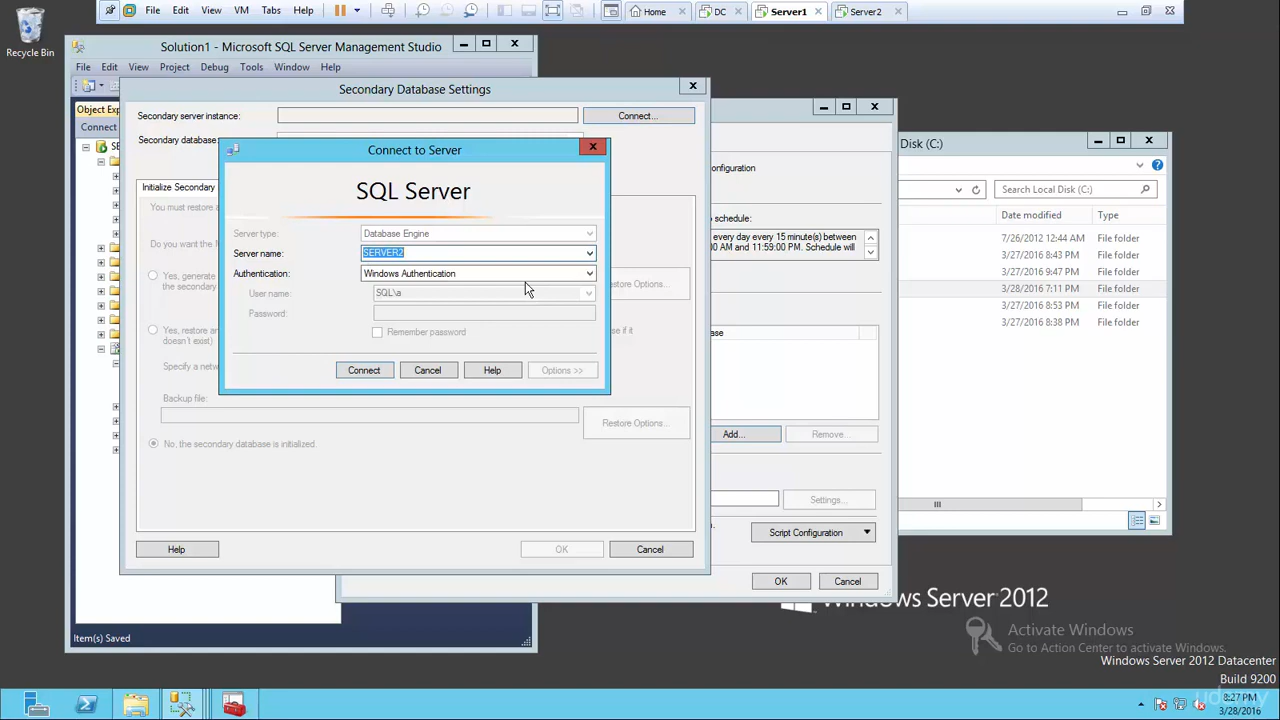 File Edit View VM Tabs Help
Home DC Server1 Server2
Recycle Bin
Solution1 - Microsoft SQL Server Management Studio
File Edit View Project Debug Tools Window Help
Object Exp
Connect
SE
Secondary Database Settings
Secondary server instance: Connect...
Secondary database:
Initialize Secondary
You must restore
Do you want the M
Yes, generate
the secondary
store Options...
Yes, restore an
doesn't exist)
e if it
Specify a netw
Backup file:
Restore Options...
No, the secondary database is initialized.
Help OK Cancel
Connect to Server
SQL Server
Server type: Database Engine
Server name: SERVER2
Authentication: Windows Authentication
User name: SQL\a
Password:
Remember password
Connect Cancel Help Options >>
onfiguration
schedule:
every day every 15 minute(s) between
AM and 11:59:00 PM. Schedule will
Add... Remove...
Settings...
Script Configuration
OK Cancel
Disk (C:)
Search Local Disk (C:)
Date modified Type
7/26/2012 12:44 AM File folder
3/27/2016 8:43 PM File folder
3/27/2016 9:47 PM File folder
3/28/2016 7:11 PM File folder
3/27/2016 8:53 PM File folder
3/27/2016 8:38 PM File folder
Item(s) Saved
Windows Server 2012
Activate Windows
Go to Action Center to activate Windows.
Windows Server 2012 Datacenter
Build 9200
udemy
8:27 PM
3/28/2016